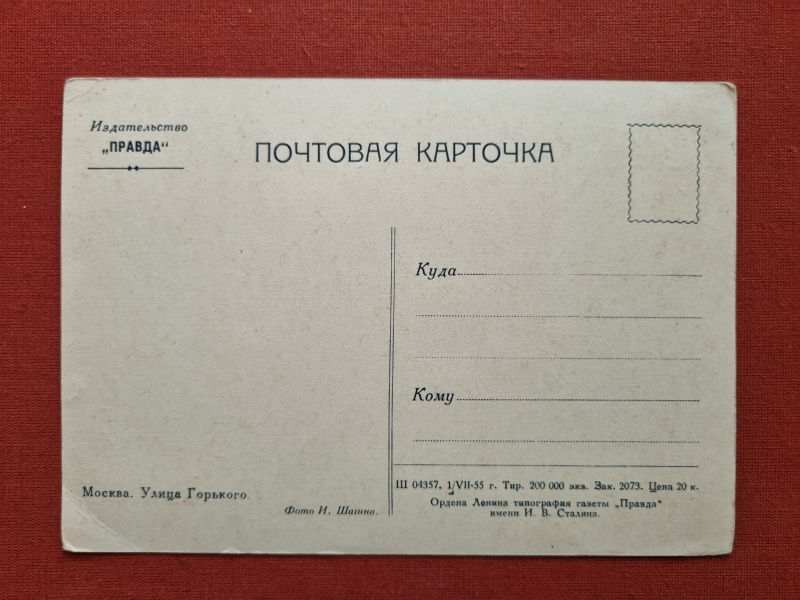 Издательство
„ПРАВДА“
ПОЧТОВАЯ КАРТОЧКА
Куда
Кому
Москва. Улица Горького
Фото И. Шагина.
Ш 04357. 1/VII-55 г. Тир. 200 000 экз. Зак. 2073. Цена 20 к.
Ордена Ленина типография газеты „Правда“
имени И. В. Сталина.